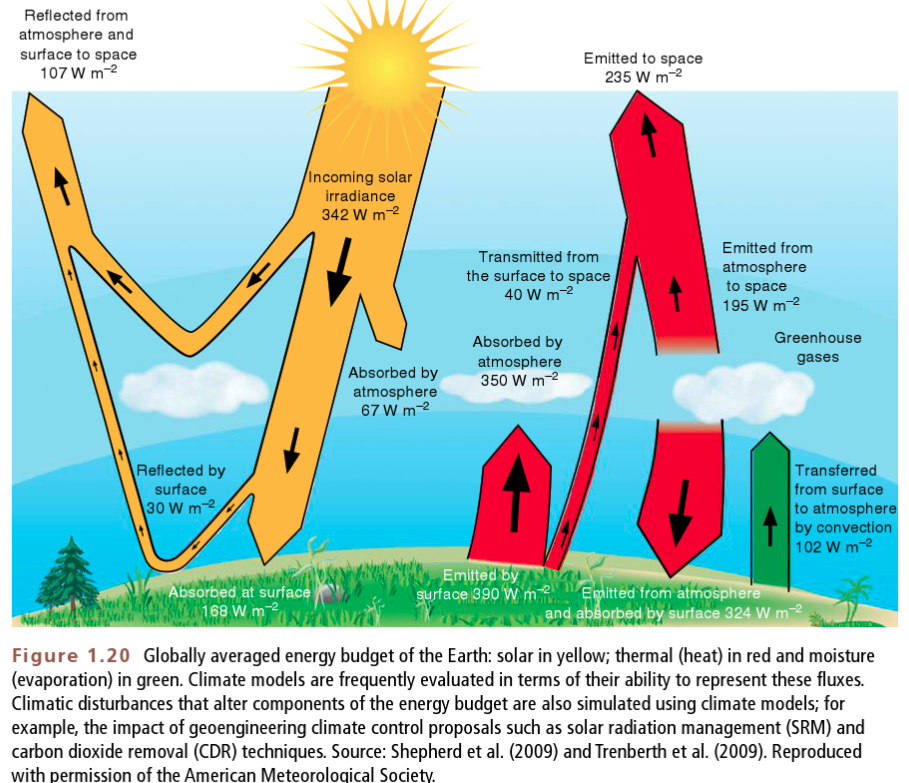 Reflected from
atmosphere and
surface to space
107 W m⁻²
Emitted to space
235 W m⁻²
Incoming solar
irradiance
342 W m⁻²
Transmitted from
the surface to space
40 W m⁻²
Emitted from
atmosphere
to space
195 W m⁻²
Greenhouse
gases
Absorbed by
atmosphere
350 W m⁻²
Absorbed by
atmosphere
67 W m⁻²
Reflected by
surface
30 W m⁻²
Transferred
from surface
to atmosphere
by convection
102 W m⁻²
Absorbed at surface
168 W m⁻²
Emitted by
surface 390 W m⁻²
Emitted from atmosphere
and absorbed by surface 324 W m⁻²
Figure 1.20 Globally averaged energy budget of the Earth: solar in yellow; thermal (heat) in red and moisture
(evaporation) in green. Climate models are frequently evaluated in terms of their ability to represent these fluxes.
Climatic disturbances that alter components of the energy budget are also simulated using climate models; for
example, the impact of geoengineering climate control proposals such as solar radiation management (SRM) and
carbon dioxide removal (CDR) techniques. Source: Shepherd et al. (2009) and Trenberth et al. (2009). Reproduced
with permission of the American Meteorological Society.